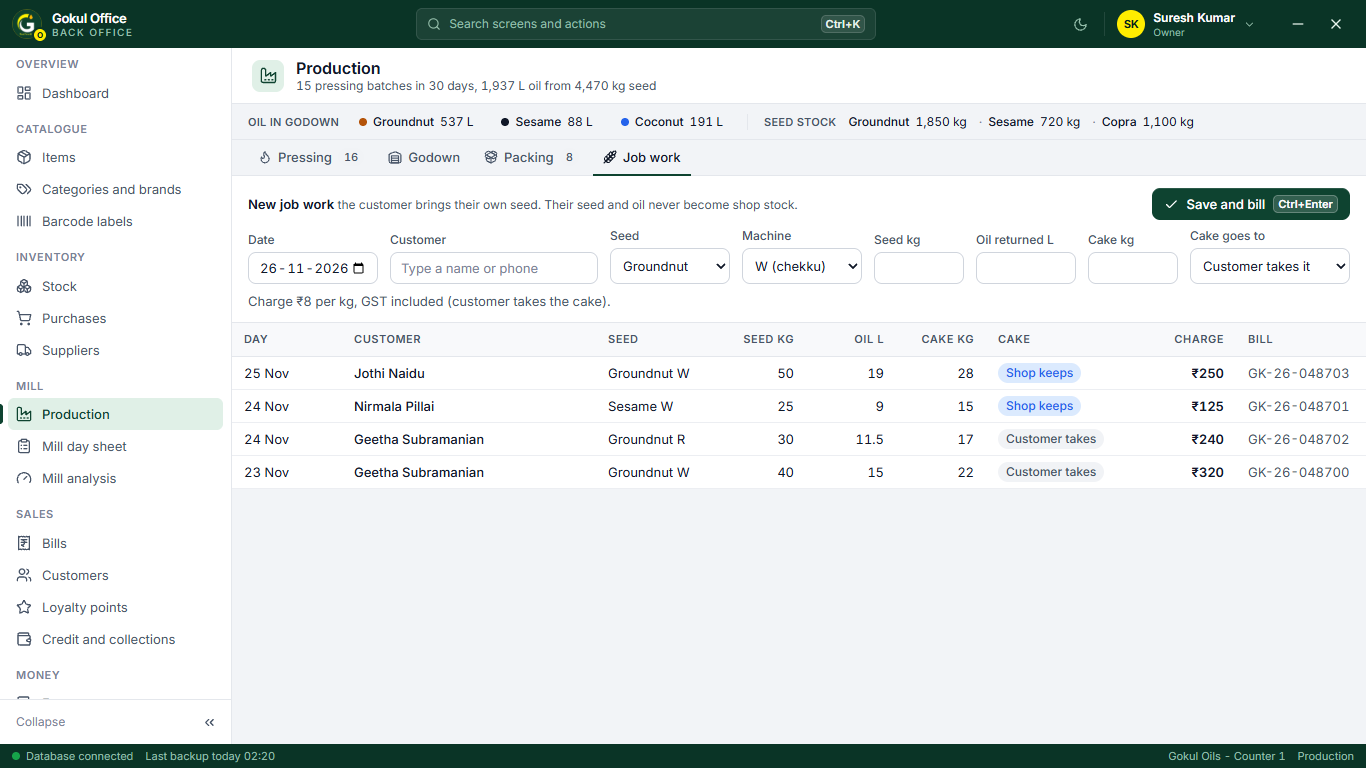 Gokul Office
BACK OFFICE
Search screens and actions Ctrl+K
SK Suresh Kumar
Owner
OVERVIEW
Dashboard
CATALOGUE
Items
Categories and brands
Barcode labels
INVENTORY
Stock
Purchases
Suppliers
MILL
Production
Mill day sheet
Mill analysis
SALES
Bills
Customers
Loyalty points
Credit and collections
MONEY
Collapse
Production
15 pressing batches in 30 days, 1,937 L oil from 4,470 kg seed
OIL IN GODOWN Groundnut 537 L Sesame 88 L Coconut 191 L SEED STOCK Groundnut 1,850 kg · Sesame 720 kg · Copra 1,100 kg
Pressing 16 Godown Packing 8 Job work
New job work the customer brings their own seed. Their seed and oil never become shop stock. Save and bill Ctrl+Enter
Date Customer Seed Machine Seed kg Oil returned L Cake kg Cake goes to
26-11-2026 Type a name or phone Groundnut W (chekku) Customer takes it
Charge ₹8 per kg, GST included (customer takes the cake).
DAY CUSTOMER SEED SEED KG OIL L CAKE KG CAKE CHARGE BILL
25 Nov Jothi Naidu Groundnut W 50 19 28 Shop keeps ₹250 GK-26-048703
24 Nov Nirmala Pillai Sesame W 25 9 15 Shop keeps ₹125 GK-26-048701
24 Nov Geetha Subramanian Groundnut R 30 11.5 17 Customer takes ₹240 GK-26-048702
23 Nov Geetha Subramanian Groundnut W 40 15 22 Customer takes ₹320 GK-26-048700
Database connected Last backup today 02:20 Gokul Oils - Counter 1 Production